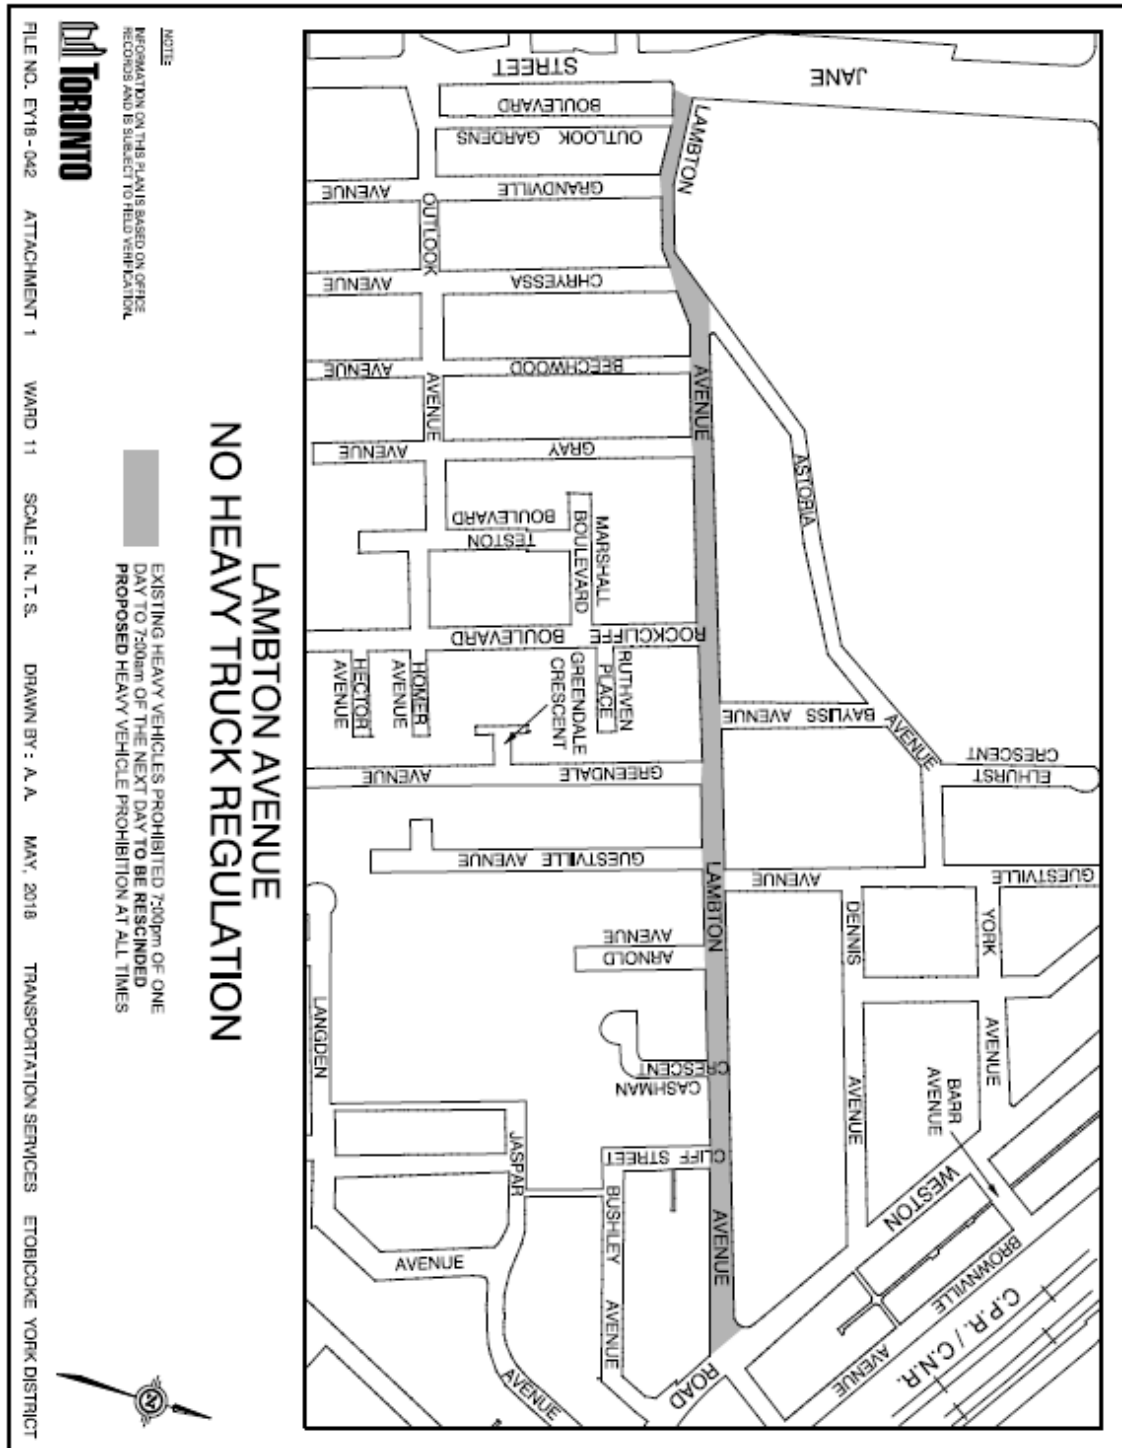 JANE
STREET
LAMBTON
BOULEVARD
OUTLOOK GARDENS
AVENUE
GRANDVILLE
OUTLOOK
AVENUE
CHRYESSA
AVENUE
BEECHWOOD
AVENUE
AVENUE
AVENUE
GRAY
ASTORIA
BOULEVARD
TESTON
MARSHALL
BOULEVARD
BOULEVARD
ROCKCLIFFE
HECTOR
AVENUE
HOMER
AVENUE
GREENDALE
CRESCENT
RUTHVEN
PLACE
BAYLISS AVENUE
AVENUE
ELHURST
CRESCENT
AVENUE
GREENDALE
GUESTVILLE AVENUE
LAMBTON
AVENUE
GUESTVILLE
DENNIS
YORK
AVENUE
ARNOLD
LANGDEN
CRESCENT
CASHMAN
AVENUE
AVENUE
BARR
AVENUE
JASPAR
CLIFF STREET
WESTON
BUSHLEY
AVENUE
AVENUE
AVENUE
BROWNVILLE
AVENUE
C.P.R. / C.N.R.
AVENUE
ROAD
LAMBTON AVENUE
NO HEAVY TRUCK REGULATION
EXISTING HEAVY VEHICLES PROHIBITED 7:00pm OF ONE
DAY TO 7:00am OF THE NEXT DAY TO BE RESCINDED
PROPOSED HEAVY VEHICLE PROHIBITION AT ALL TIMES
NOTE:
INFORMATION ON THIS PLAN IS BASED ON OFFICE
RECORDS AND IS SUBJECT TO FIELD VERIFICATION.
TORONTO
N
FILE NO. EY18 - 042 ATTACHMENT 1 WARD 11 SCALE : N.T.S. DRAWN BY : A.A. MAY, 2018 TRANSPORTATION SERVICES ETOBICOKE YORK DISTRICT